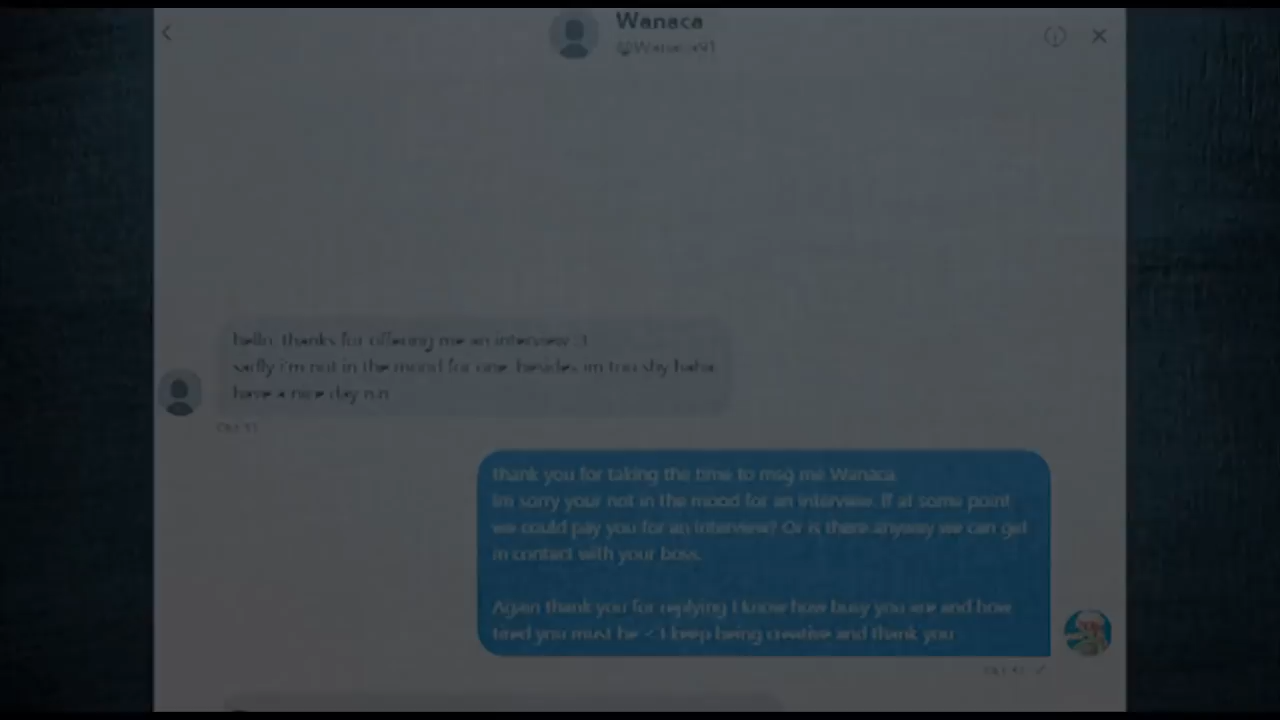 Wanaca
hello. thanks for offering me an interview :3
sadly i'm not in the mood for one. besides im too shy haha
have a nice day n.n
thank you for taking the time to msg me Wanaca
Im sorry your not in the mood for an interview. If at some point
we could pay you for an interview? Or is there anyway we can get
in contact with your boss.
Again thank you for replying I know how busy you are and how
tired you must be <3 keep being creative and thank you